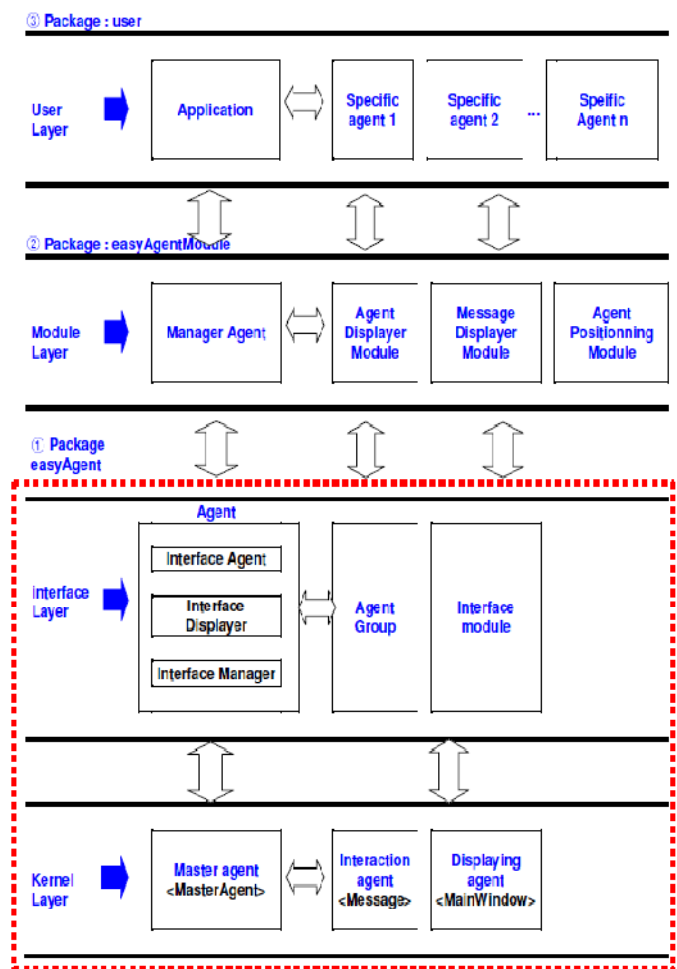 ③ Package : user
User
Layer
Application
Specific
agent 1
Specific
agent 2
...
Speific
Agent n
② Package : easyAgentModule
Module
Layer
Manager Agent
Agent
Displayer
Module
Message
Displayer
Module
Agent
Positionning
Module
① Package
easyAgent
Agent
Interface
Layer
Interface Agent
Interface
Displayer
Interface Manager
Agent
Group
Interface
module
Kernel
Layer
Master agent
<MasterAgent>
Interaction
agent
<Message>
Displaying
agent
<MainWindow>